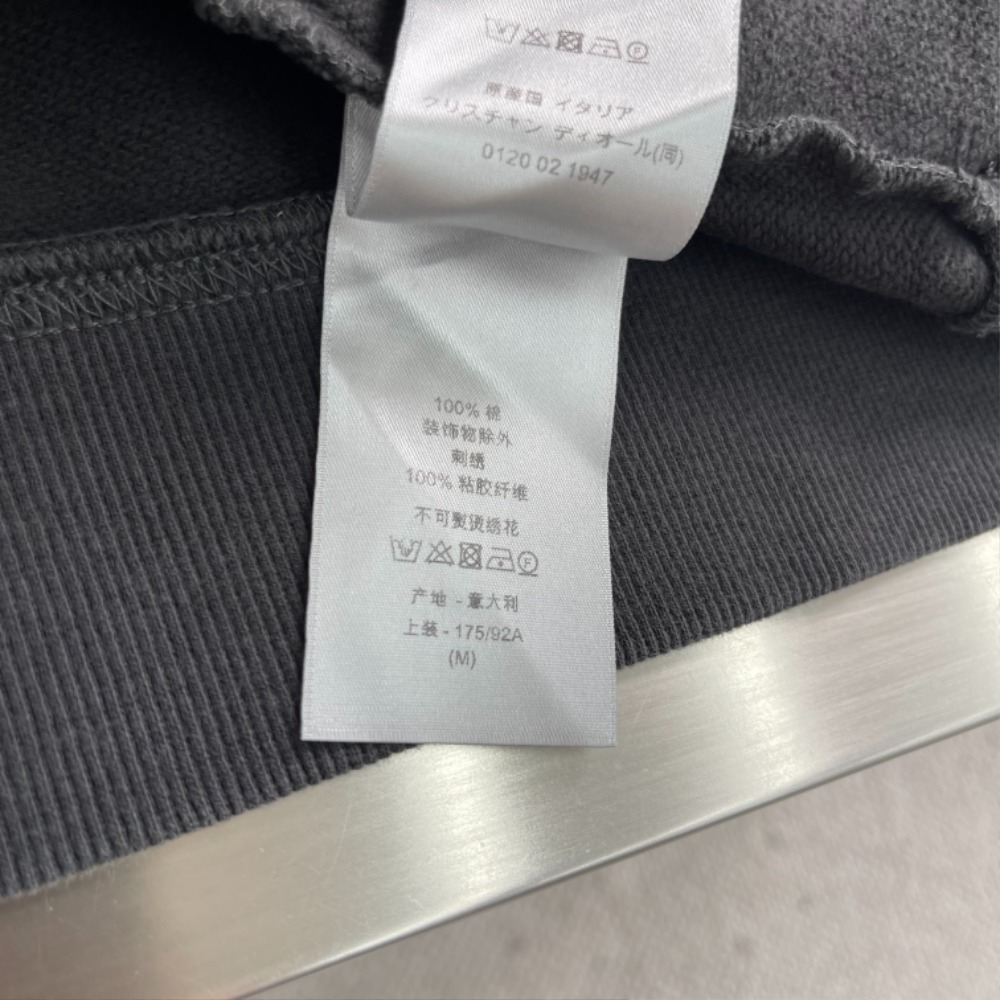 原産国 イタリア
クリスチャン ディオール(同)
0120 02 1947
100% 棉
装饰物除外
刺绣
100% 粘胶纤维
不可熨烫绣花
F
产地 - 意大利
上装 - 175/92A
(M)